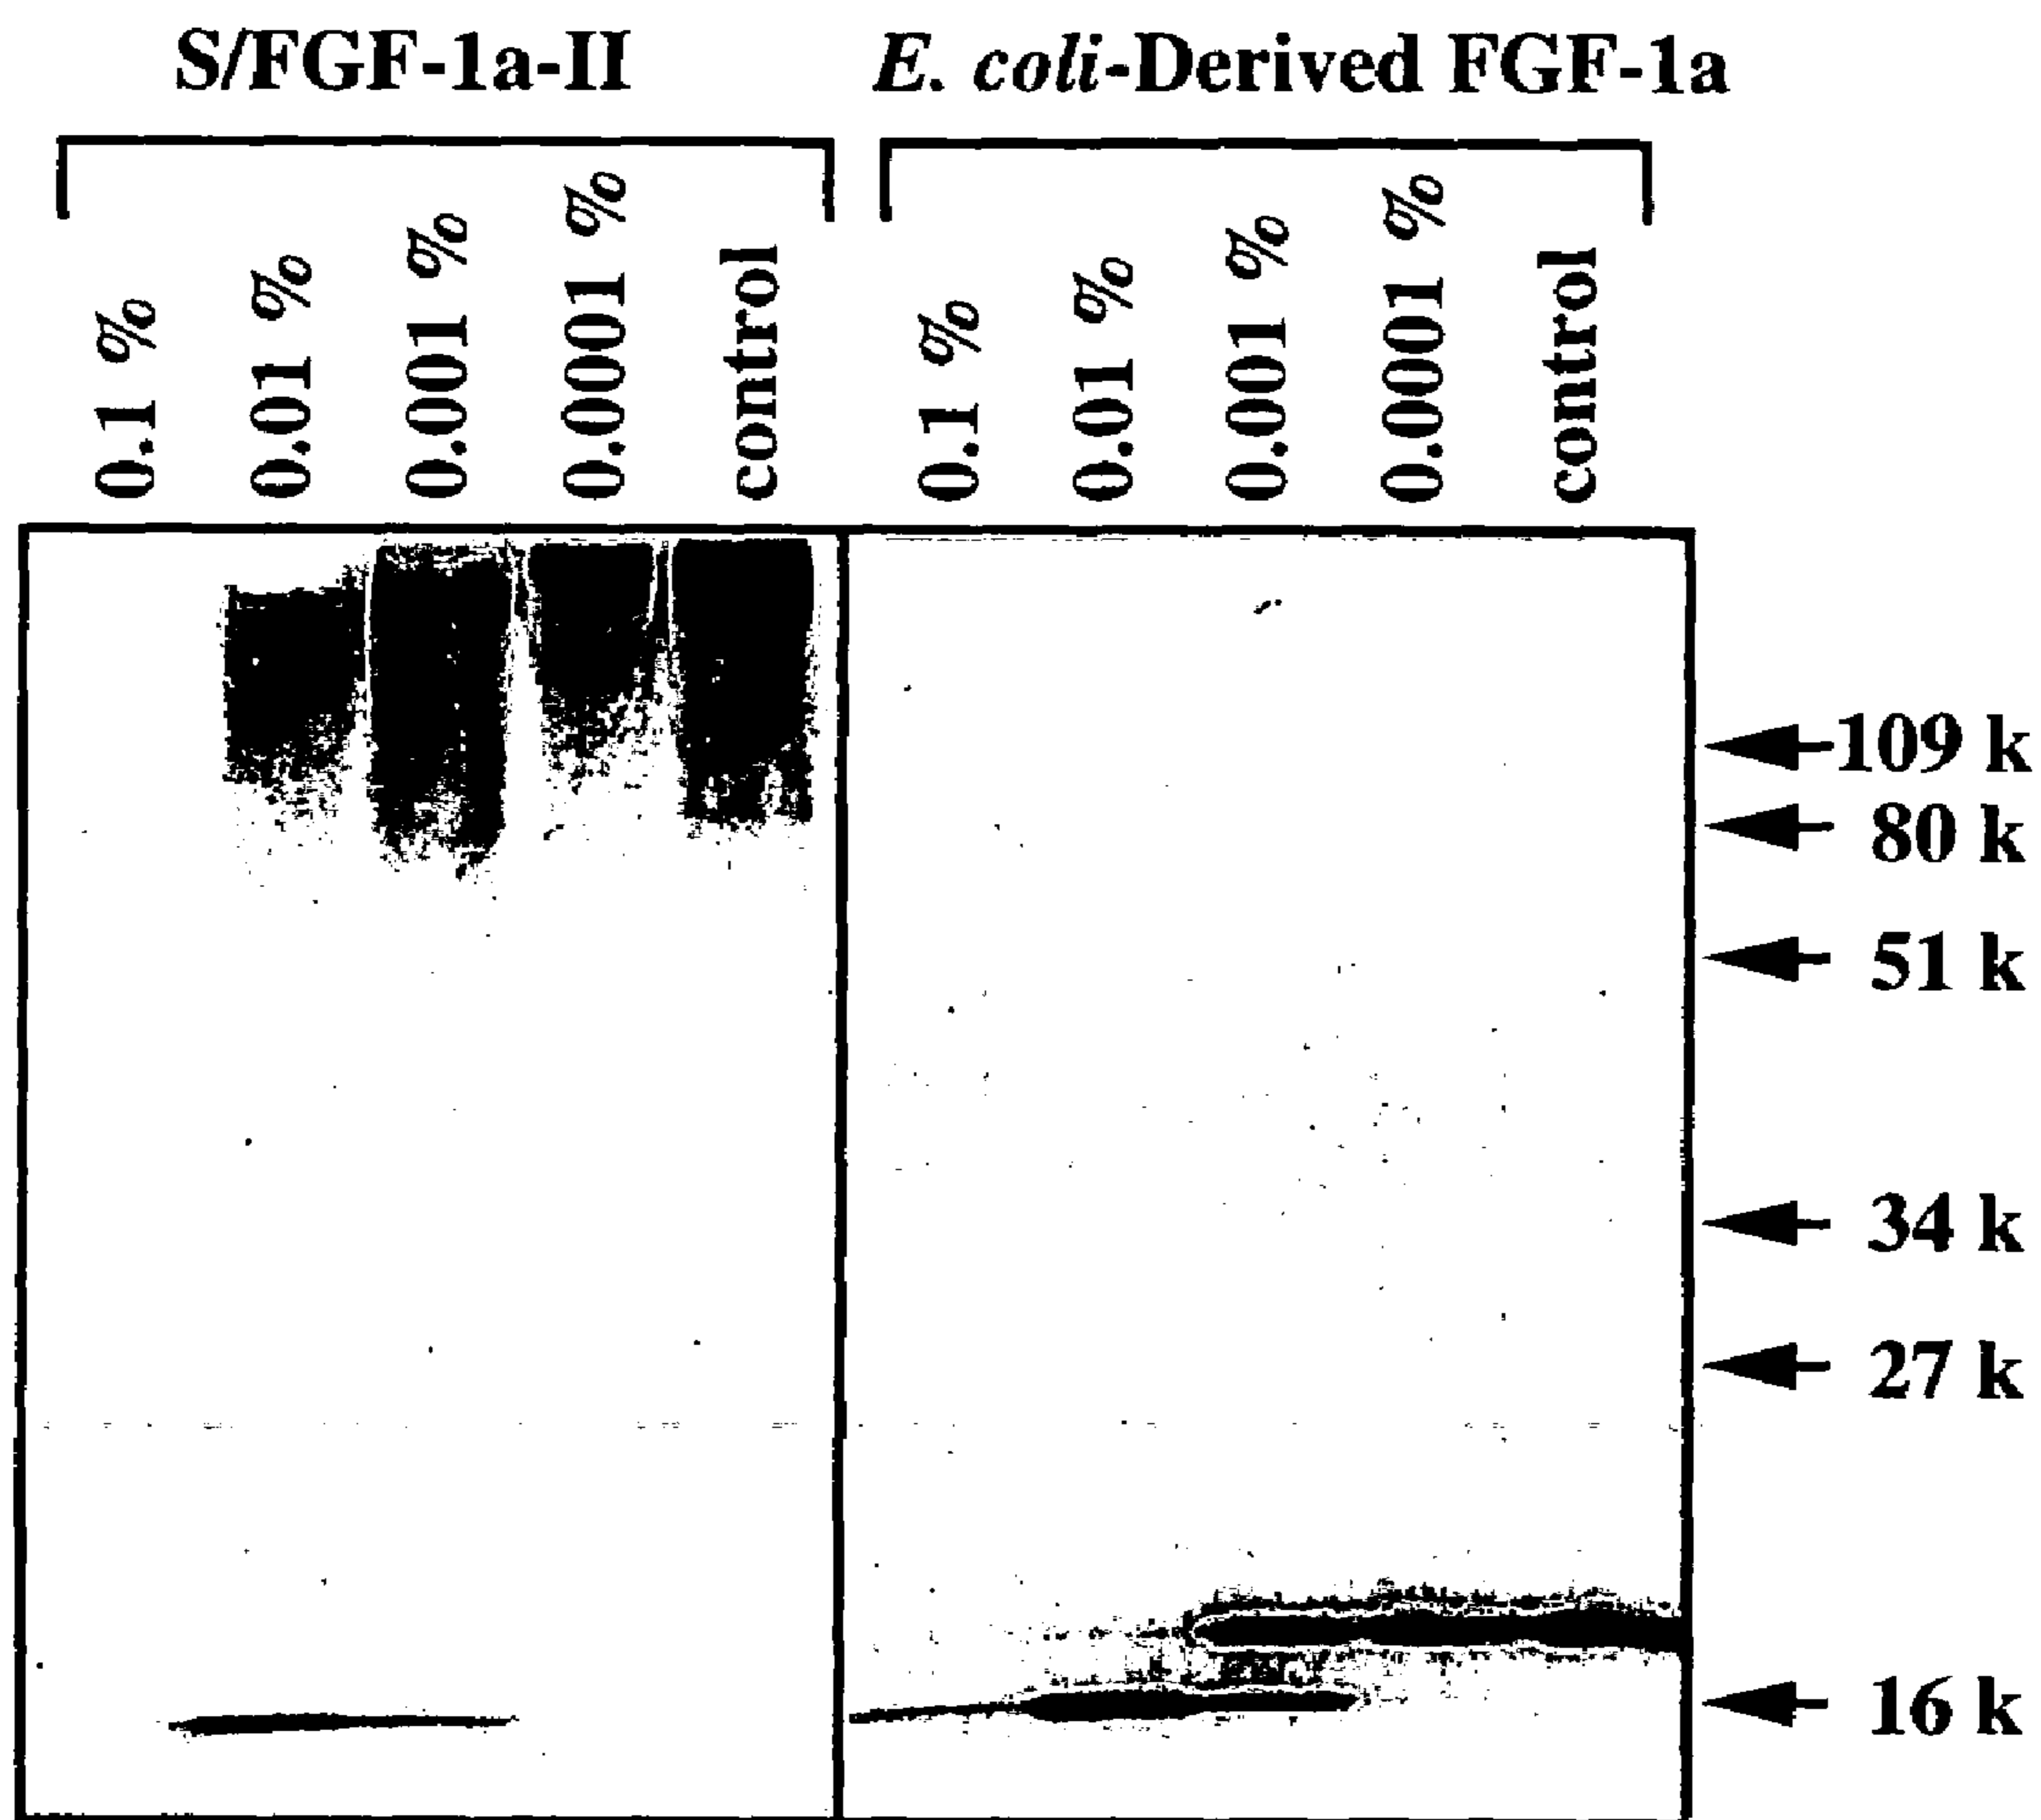 S/FGF-1a-II
E. coli-Derived FGF-1a
0.1 %
0.01 %
0.001 %
0.0001 %
control
0.1 %
0.01 %
0.001 %
0.0001 %
control
109 k
80 k
51 k
34 k
27 k
16 k